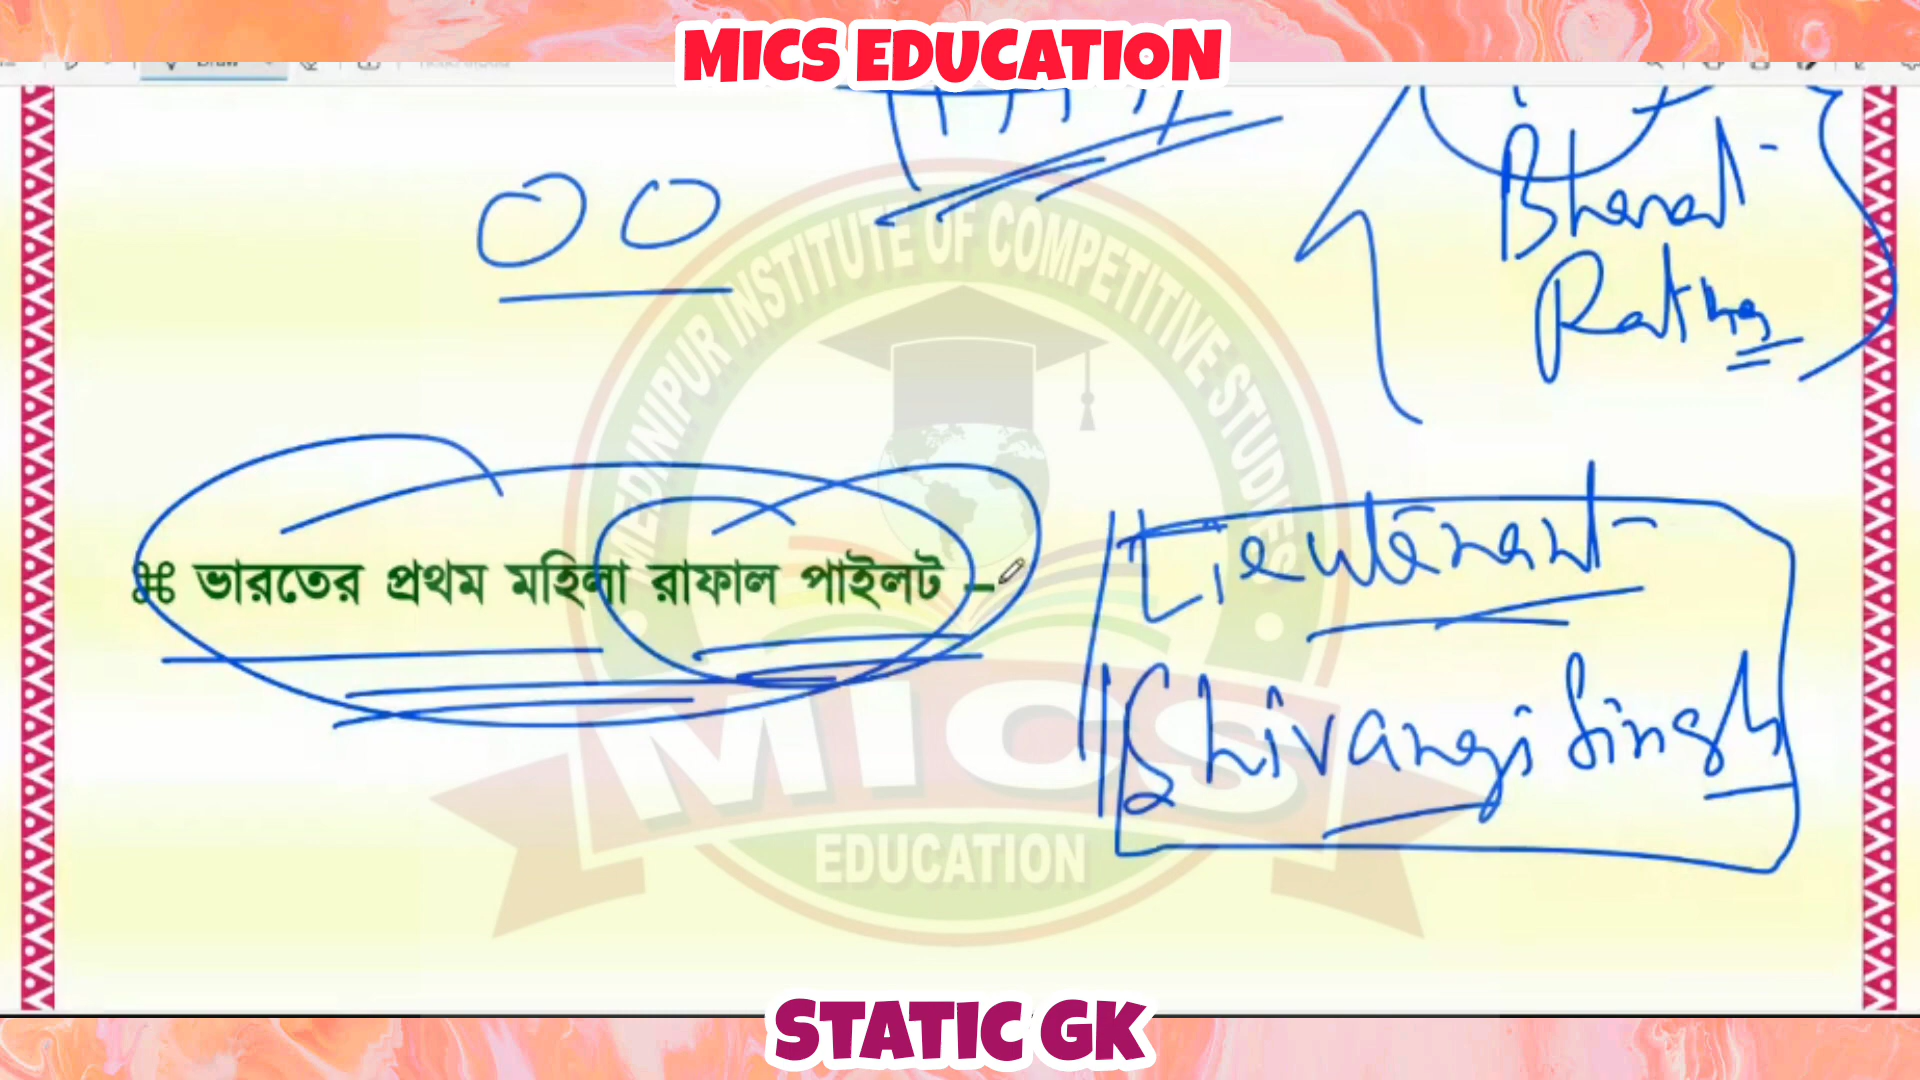 MICS EDUCATION
Draw
Bharat
Ratna
MEDINIPUR INSTITUTE OF COMPETITIVE STUDIES
⌘ ভারতের প্রথম মহিলা রাফাল পাইলট –
Lieutenant
Shivangi Singh
MICS
EDUCATION
STATIC GK